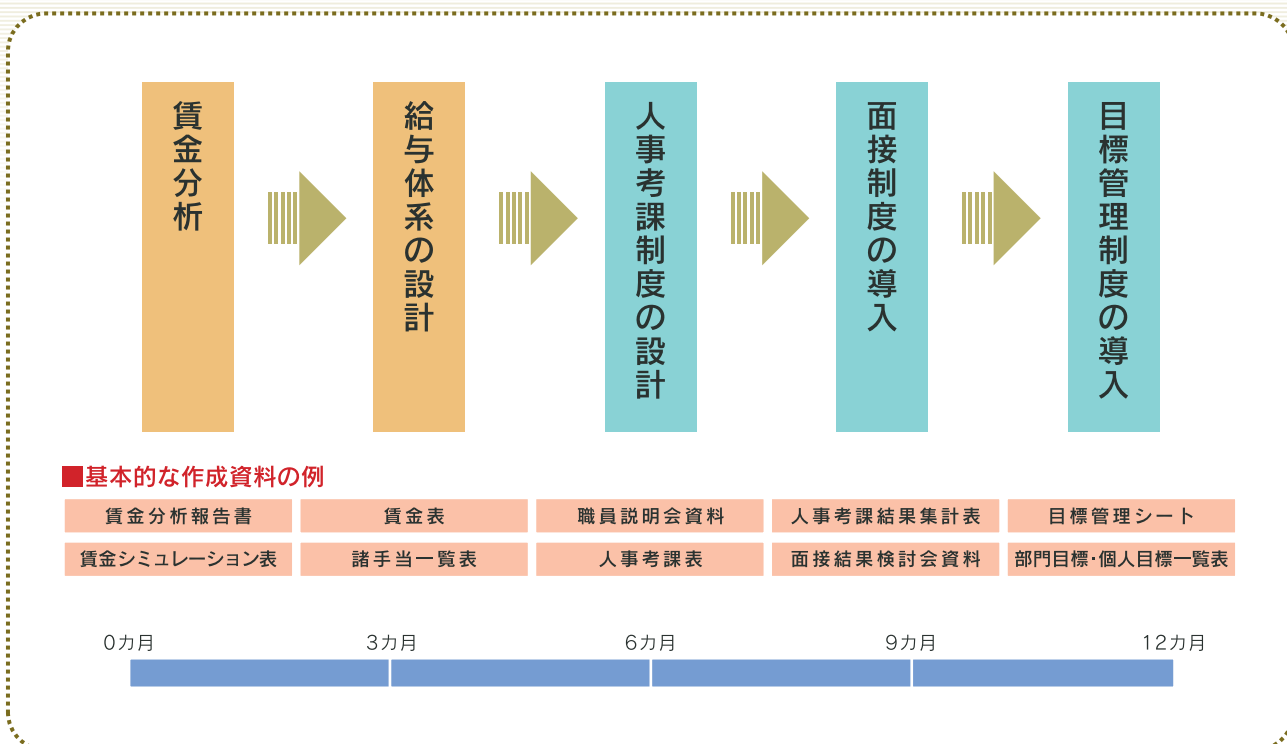 賃金分析
給与体系の設計
人事考課制度の設計
面接制度の導入
目標管理制度の導入
■基本的な作成資料の例
賃金分析報告書
賃金表
職員説明会資料
人事考課結果集計表
目標管理シート
賃金シミュレーション表
諸手当一覧表
人事考課表
面接結果検討会資料
部門目標・個人目標一覧表
0カ月
3カ月
6カ月
9カ月
12カ月